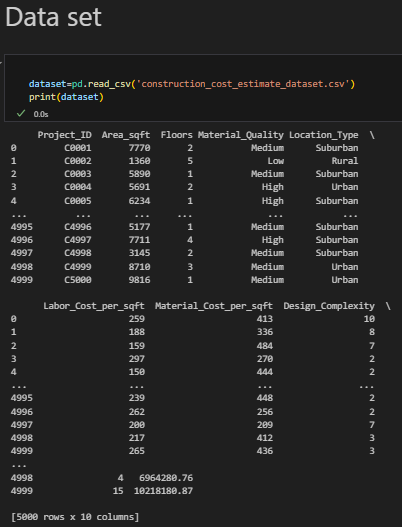 Data set
dataset=pd.read_csv('construction_cost_estimate_dataset.csv')
print(dataset)
0.0s
Project_ID Area_sqft Floors Material_Quality Location_Type \
0 C0001 7770 2 Medium Suburban
1 C0002 1360 5 Low Rural
2 C0003 5890 1 Medium Suburban
3 C0004 5691 2 High Urban
4 C0005 6234 1 High Suburban
... ... ... ... ... ...
4995 C4996 5177 1 Medium Suburban
4996 C4997 7711 4 High Suburban
4997 C4998 3145 2 Medium Suburban
4998 C4999 8710 3 Medium Urban
4999 C5000 9816 1 Medium Urban
Labor_Cost_per_sqft Material_Cost_per_sqft Design_Complexity \
0 259 413 10
1 188 336 8
2 159 484 7
3 297 270 2
4 150 444 2
... ... ... ...
4995 239 448 2
4996 262 256 2
4997 200 209 7
4998 217 412 3
4999 265 436 3
...
4998 4 6964280.76
4999 15 10218180.87
[5000 rows x 10 columns]